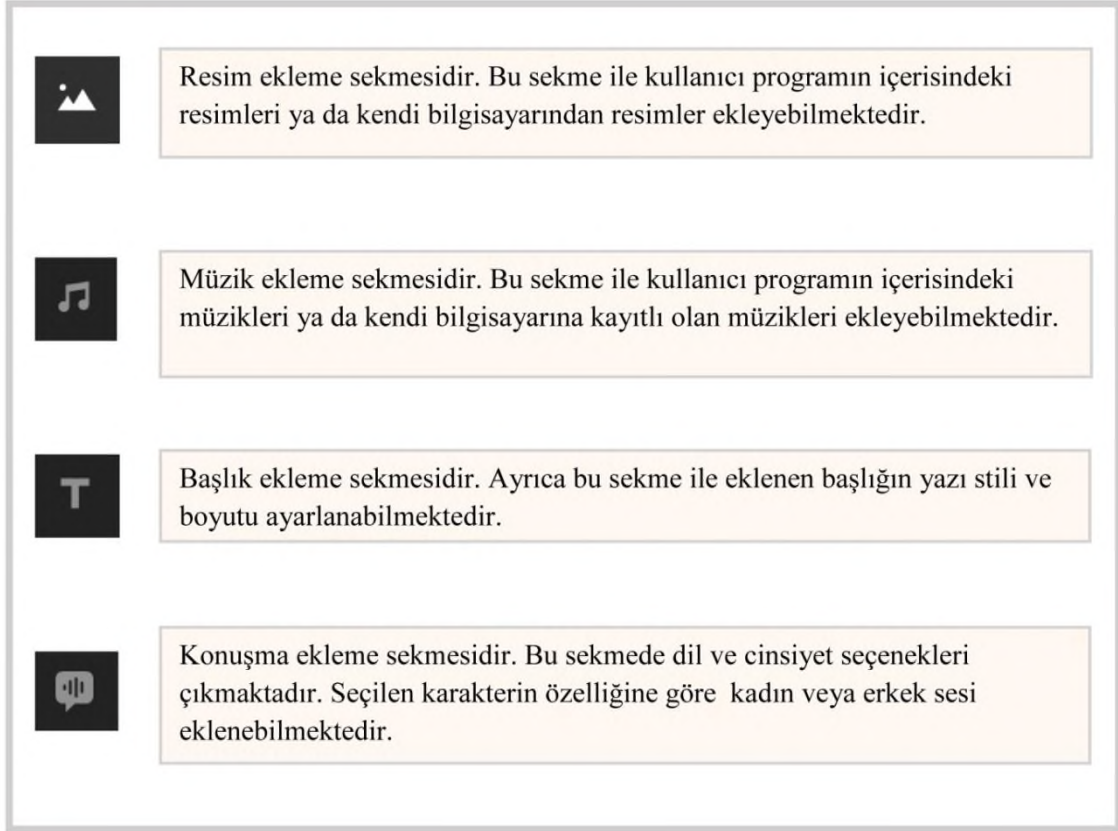 Resim ekleme sekmesidir. Bu sekme ile kullanıcı programın içerisindeki
resimleri ya da kendi bilgisayarından resimler ekleyebilmektedir.
Müzik ekleme sekmesidir. Bu sekme ile kullanıcı programın içerisindeki
müzikleri ya da kendi bilgisayarına kayıtlı olan müzikleri ekleyebilmektedir.
T
Başlık ekleme sekmesidir. Ayrıca bu sekme ile eklenen başlığın yazı stili ve
boyutu ayarlanabilmektedir.
Konuşma ekleme sekmesidir. Bu sekmede dil ve cinsiyet seçenekleri
çıkmaktadır. Seçilen karakterin özelliğine göre  kadın veya erkek sesi
eklenebilmektedir.